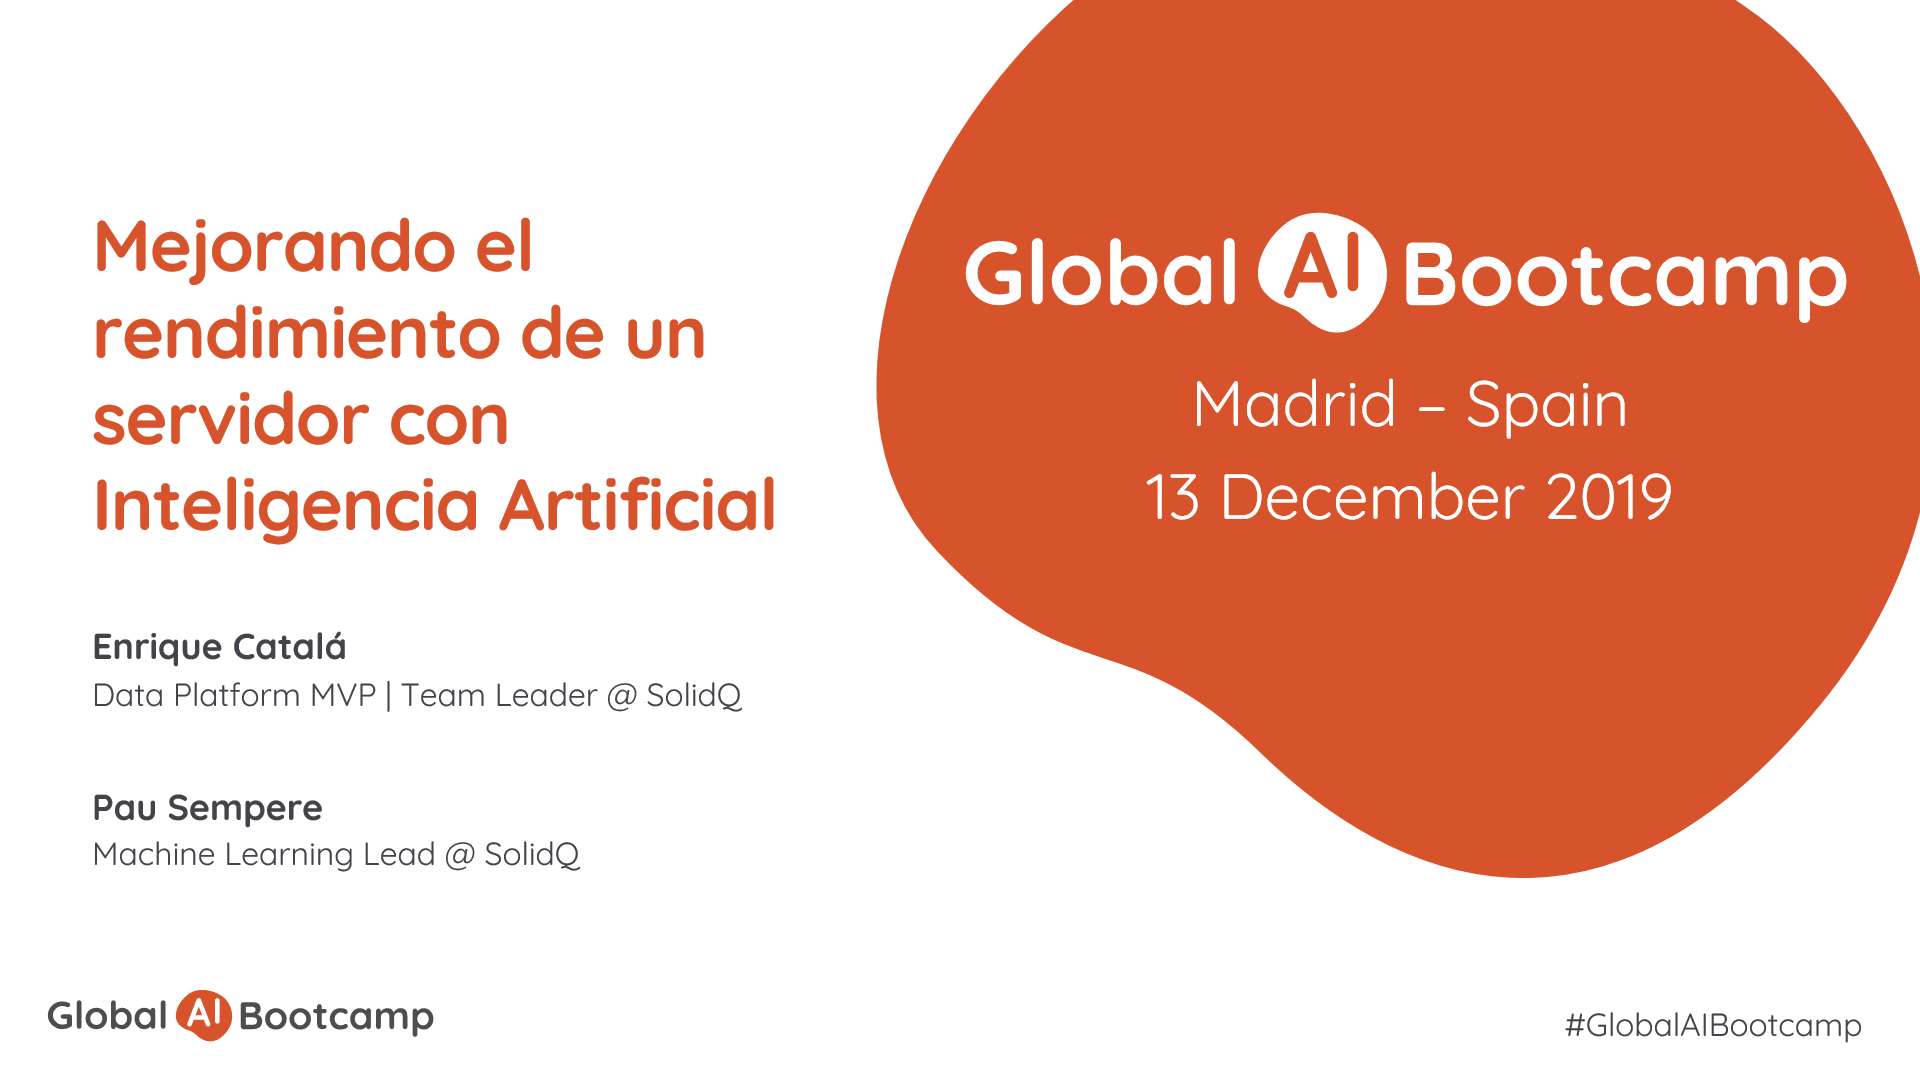 Mejorando el
rendimiento de un
servidor con
Inteligencia Artificial
Enrique Catalá
Data Platform MVP | Team Leader @ SolidQ
Pau Sempere
Machine Learning Lead @ SolidQ
Global AI Bootcamp
Madrid – Spain
13 December 2019
Global AI Bootcamp
#GlobalAIBootcamp